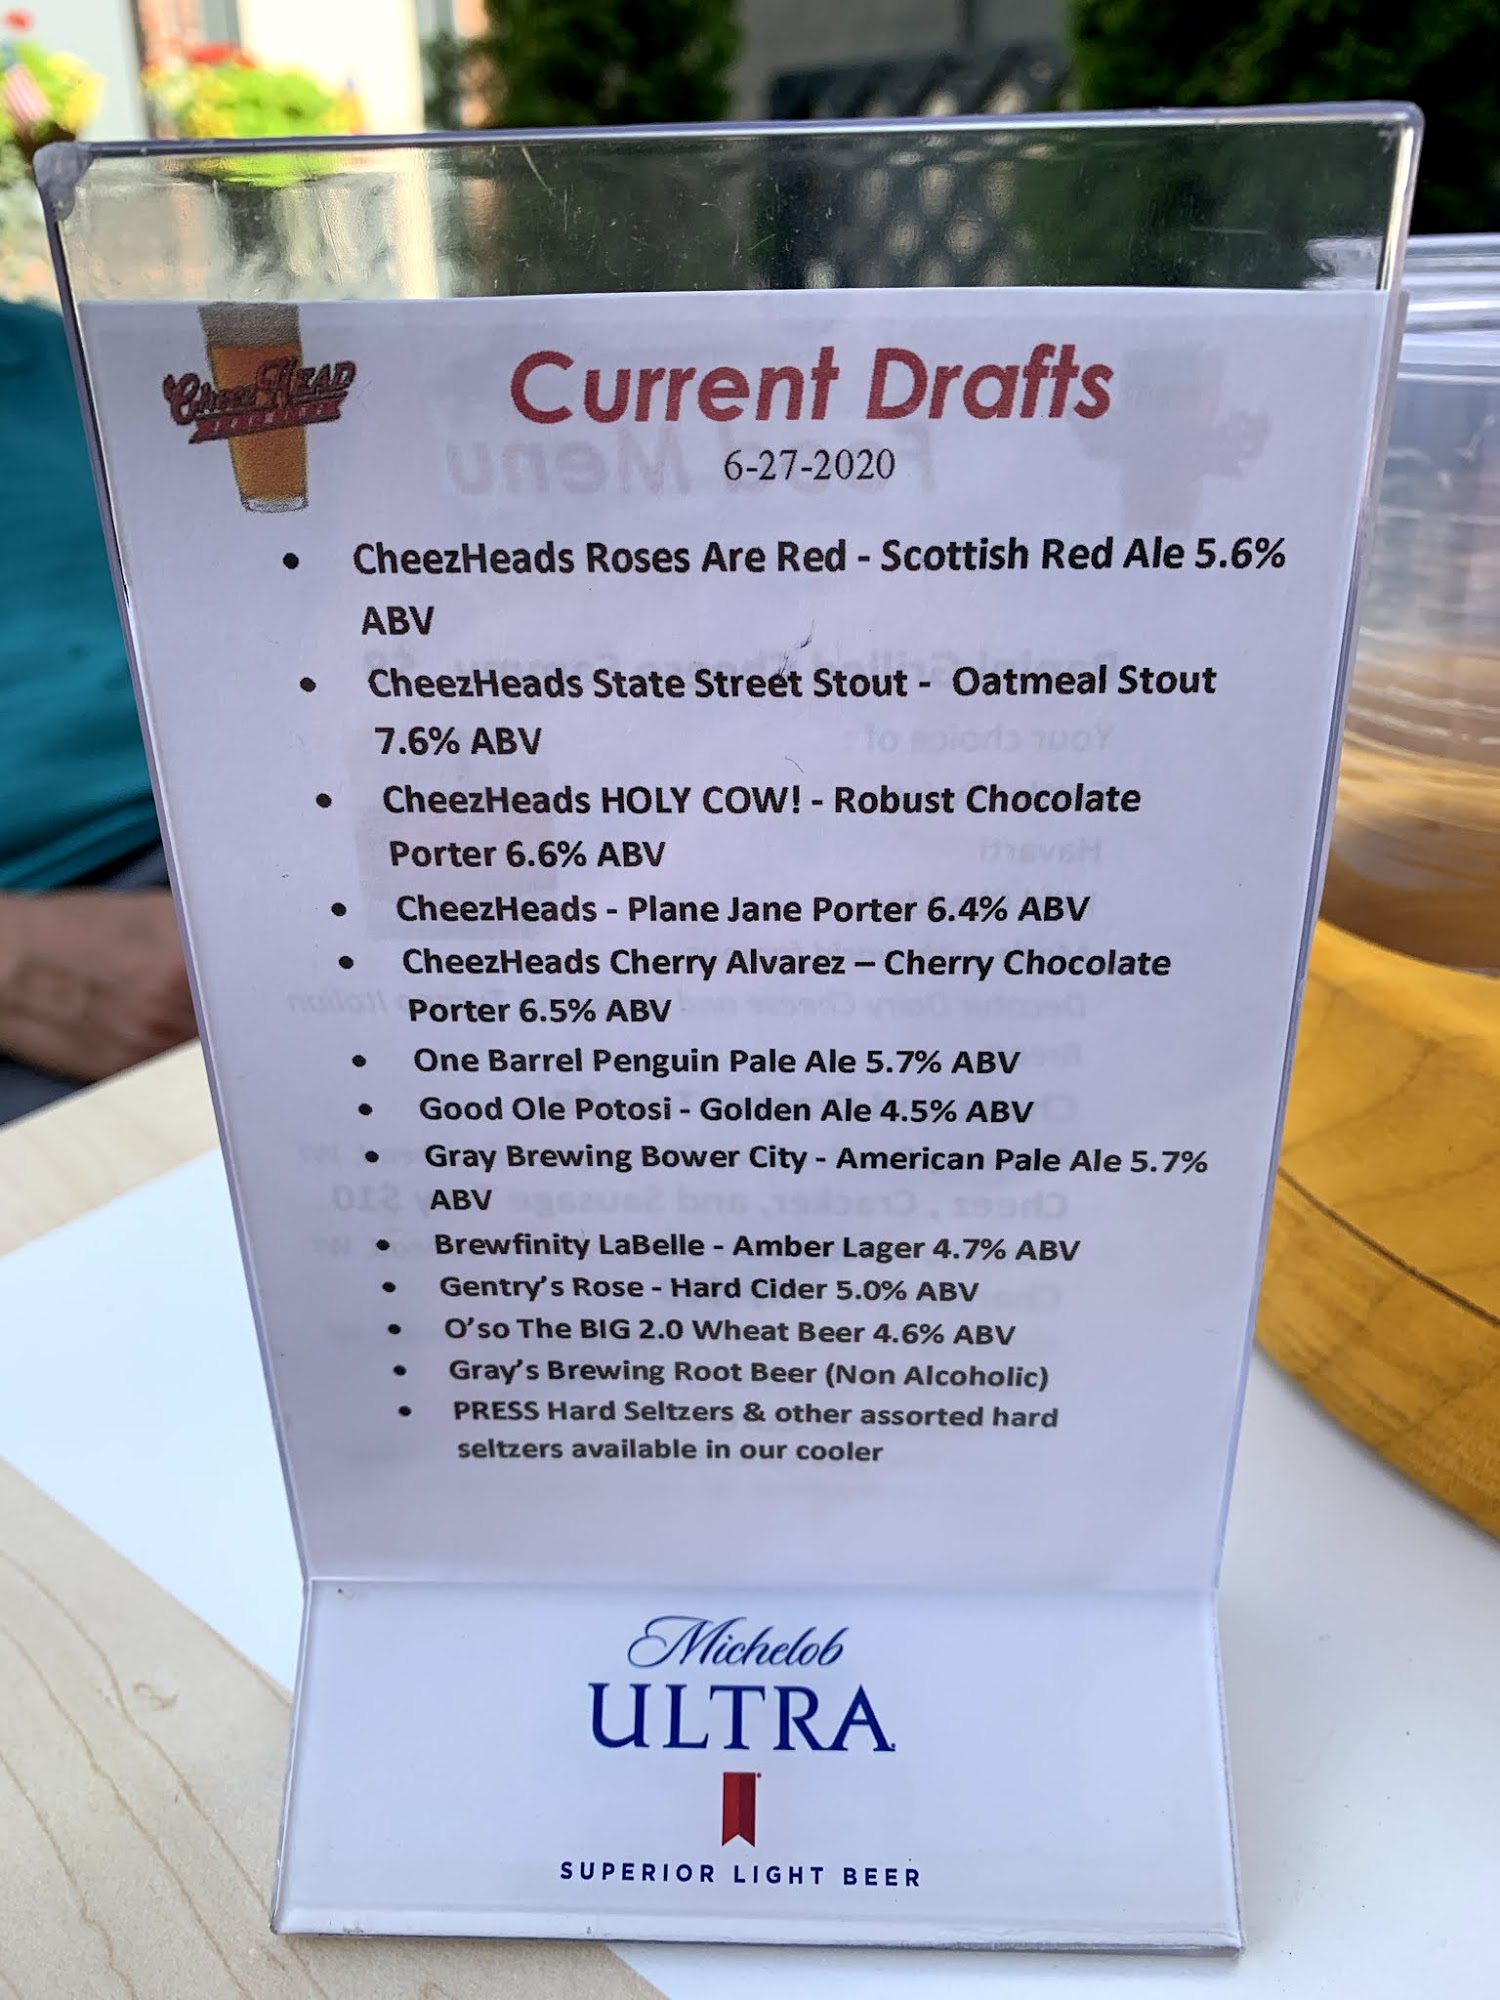 CheezHEAD
Current Drafts
6-27-2020
• CheezHeads Roses Are Red - Scottish Red Ale 5.6%
ABV
• CheezHeads State Street Stout - Oatmeal Stout
7.6% ABV
• CheezHeads HOLY COW! - Robust Chocolate
Porter 6.6% ABV
• CheezHeads - Plane Jane Porter 6.4% ABV
• CheezHeads Cherry Alvarez – Cherry Chocolate
Porter 6.5% ABV
• One Barrel Penguin Pale Ale 5.7% ABV
• Good Ole Potosi - Golden Ale 4.5% ABV
• Gray Brewing Bower City - American Pale Ale 5.7%
ABV
• Brewfinity LaBelle - Amber Lager 4.7% ABV
• Gentry's Rose - Hard Cider 5.0% ABV
• O'so The BIG 2.0 Wheat Beer 4.6% ABV
• Gray's Brewing Root Beer (Non Alcoholic)
• PRESS Hard Seltzers & other assorted hard
seltzers available in our cooler
Michelob
ULTRA
SUPERIOR LIGHT BEER